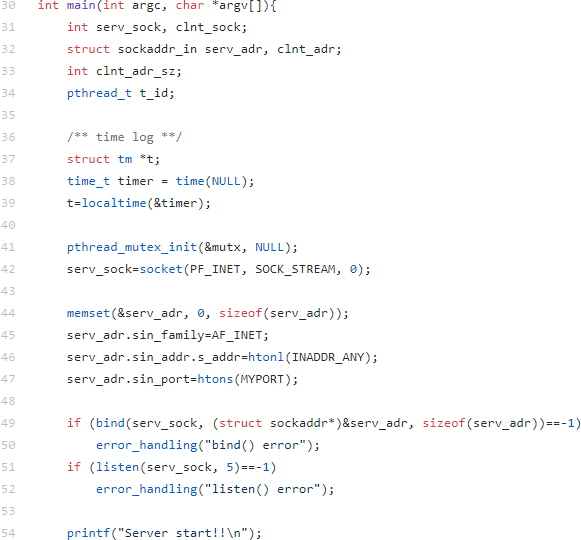 30 int main(int argc, char *argv[]){
31 int serv_sock, clnt_sock;
32 struct sockaddr_in serv_adr, clnt_adr;
33 int clnt_adr_sz;
34 pthread_t t_id;
35
36 /** time log **/
37 struct tm *t;
38 time_t timer = time(NULL);
39 t=localtime(&timer);
40
41 pthread_mutex_init(&mutx, NULL);
42 serv_sock=socket(PF_INET, SOCK_STREAM, 0);
43
44 memset(&serv_adr, 0, sizeof(serv_adr));
45 serv_adr.sin_family=AF_INET;
46 serv_adr.sin_addr.s_addr=htonl(INADDR_ANY);
47 serv_adr.sin_port=htons(MYPORT);
48
49 if (bind(serv_sock, (struct sockaddr*)&serv_adr, sizeof(serv_adr))==-1)
50 error_handling("bind() error");
51 if (listen(serv_sock, 5)==-1)
52 error_handling("listen() error");
53
54 printf("Server start!!\n");